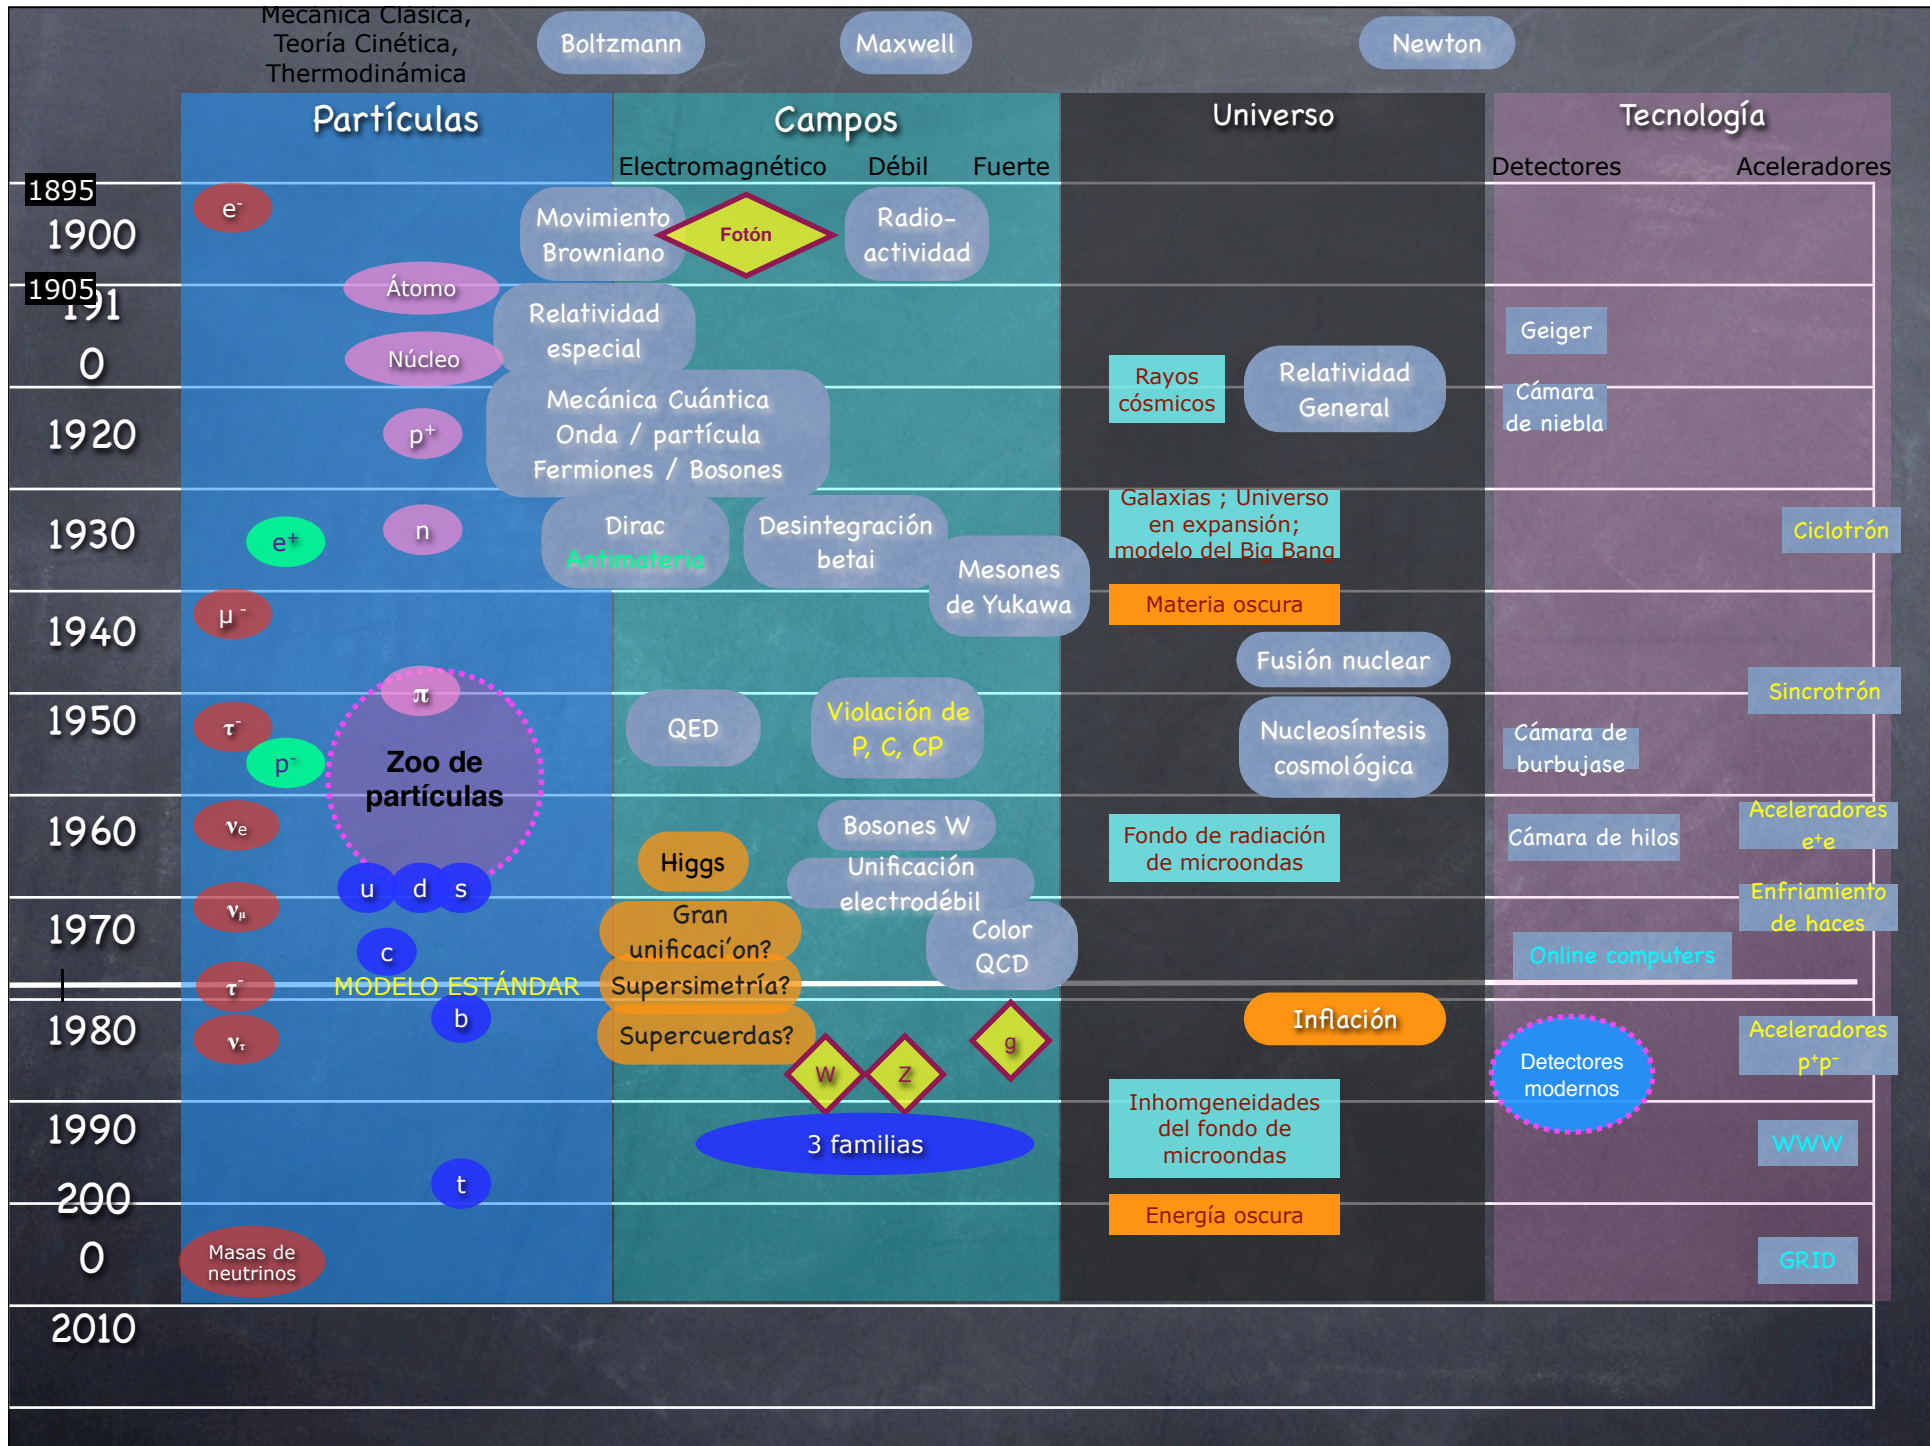 Mecánica Clásica,
Teoría Cinética,
Thermodinámica
Boltzmann
Maxwell
Newton
Partículas
Campos
Universo
Tecnología
Electromagnético
Débil
Fuerte
Detectores
Aceleradores
1895
1900
e-
Movimiento
Browniano
Fotón
Radio-
actividad
1905
191
0
Átomo
Núcleo
Relatividad
especial
Rayos
cósmicos
Relatividad
General
Geiger
Cámara
de niebla
1920
p+
Mecánica Cuántica
Onda / partícula
Fermiones / Bosones
1930
e+
n
Dirac
Antimateria
Desintegración
betai
Mesones
de Yukawa
Galaxias ; Universo
en expansión;
modelo del Big Bang
Materia oscura
Ciclotrón
1940
μ -
Fusión nuclear
1950
π
τ-
p-
Zoo de
partículas
QED
Violación de
P, C, CP
Nucleosíntesis
cosmológica
Cámara de
burbujase
Sincrotrón
1960
νe
Bosones W
Higgs
Unificación
electrodébil
Fondo de radiación
de microondas
Cámara de hilos
Aceleradores
e+e
u
d
s
1970
νμ
c
Gran
unificaci´on?
Color
QCD
Enfriamiento
de haces
Online computers
τ-
MODELO ESTÁNDAR
Supersimetría?
1980
b
ντ
Supercuerdas?
W
Z
g
Inflación
Detectores
modernos
Aceleradores
p+p-
1990
3 familias
Inhomgeneidades
del fondo de
microondas
WWW
t
200
0
Energía oscura
Masas de
neutrinos
GRID
2010